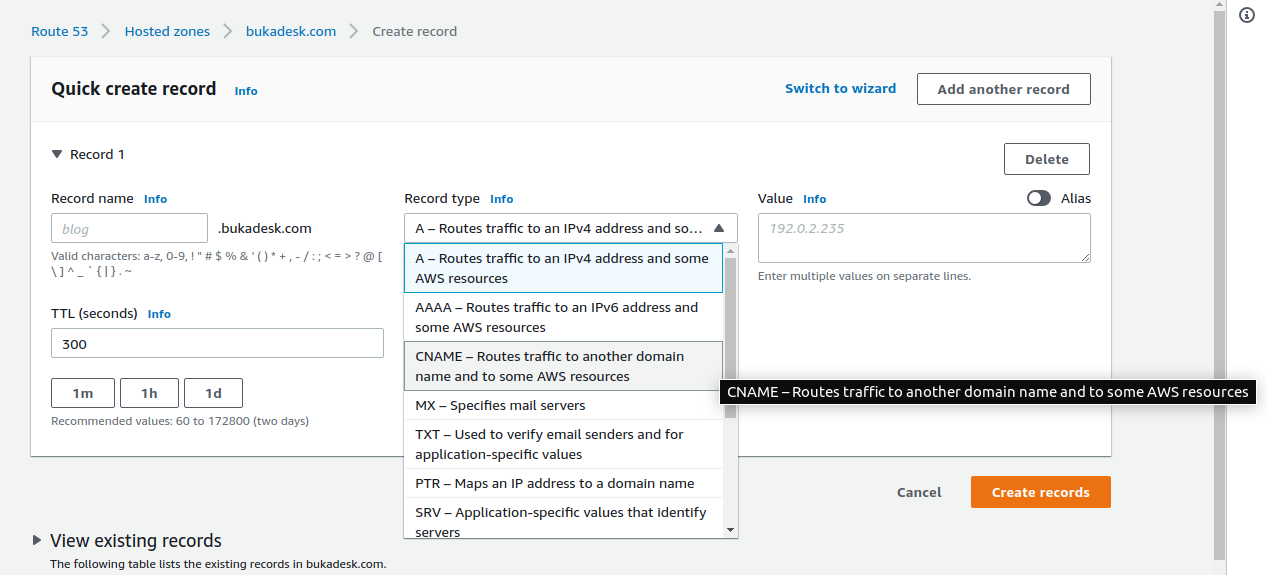 Route 53 > Hosted zones > bukadesk.com > Create record
Quick create record Info
Switch to wizard
Add another record
Record 1
Delete
Record name Info
blog
.bukadesk.com
Valid characters: a-z, 0-9, ! " # $ % & ' ( ) * + , - / : ; < = > ? @ [
\ ] ^ _ ` { | } . ~
TTL (seconds) Info
300
1m
1h
1d
Recommended values: 60 to 172800 (two days)
Record type Info
A – Routes traffic to an IPv4 address and so...
A – Routes traffic to an IPv4 address and some
AWS resources
AAAA – Routes traffic to an IPv6 address and
some AWS resources
CNAME – Routes traffic to another domain
name and to some AWS resources
MX – Specifies mail servers
TXT – Used to verify email senders and for
application-specific values
PTR – Maps an IP address to a domain name
SRV – Application-specific values that identify
servers
Value Info
Alias
192.0.2.235
Enter multiple values on separate lines.
CNAME – Routes traffic to another domain name and to some AWS resources
Cancel
Create records
View existing records
The following table lists the existing records in bukadesk.com.